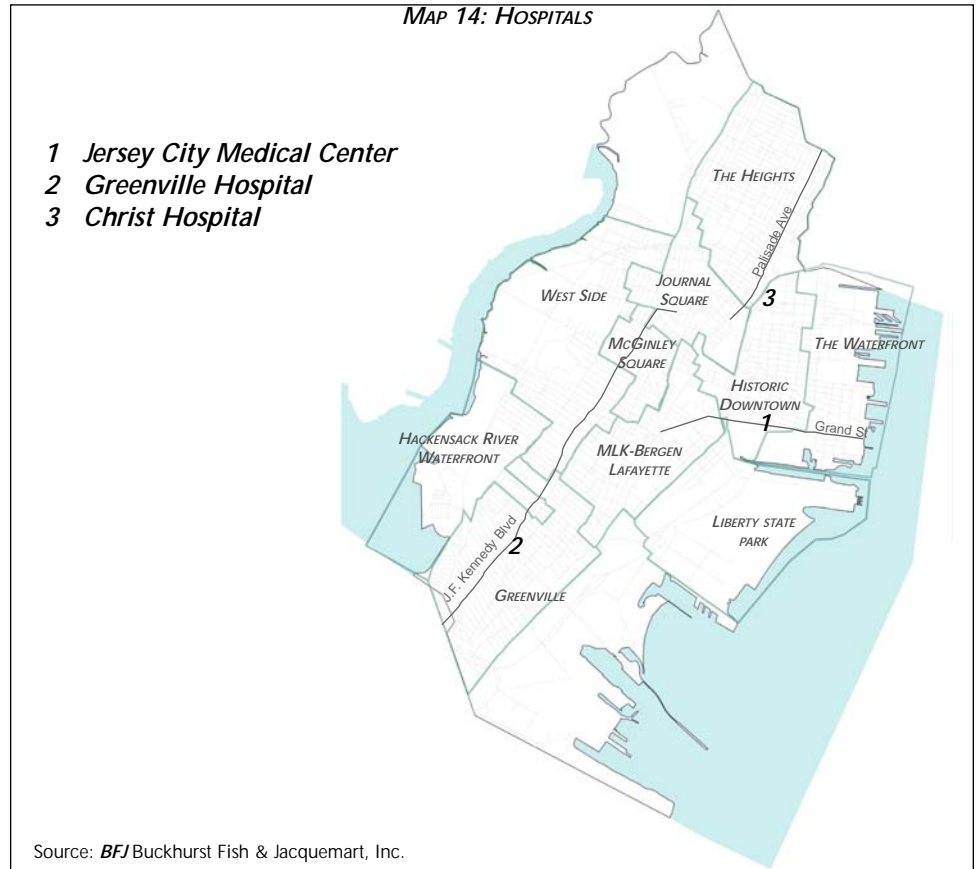 MAP 14: HOSPITALS
1 Jersey City Medical Center
2 Greenville Hospital
3 Christ Hospital
THE HEIGHTS
Palisade Ave
JOURNAL
SQUARE
3
WEST SIDE
THE WATERFRONT
MCGINLEY
SQUARE
HISTORIC
DOWNTOWN
1
Grand S
HACKENSACK RIVER
WATERFRONT
MLK-BERGEN
LAFAYETTE
LIBERTY STATE
PARK
J.F. Kennedy Blvd
2
GREENVILLE
Source: BFJ Buckhurst Fish & Jacquemart, Inc.